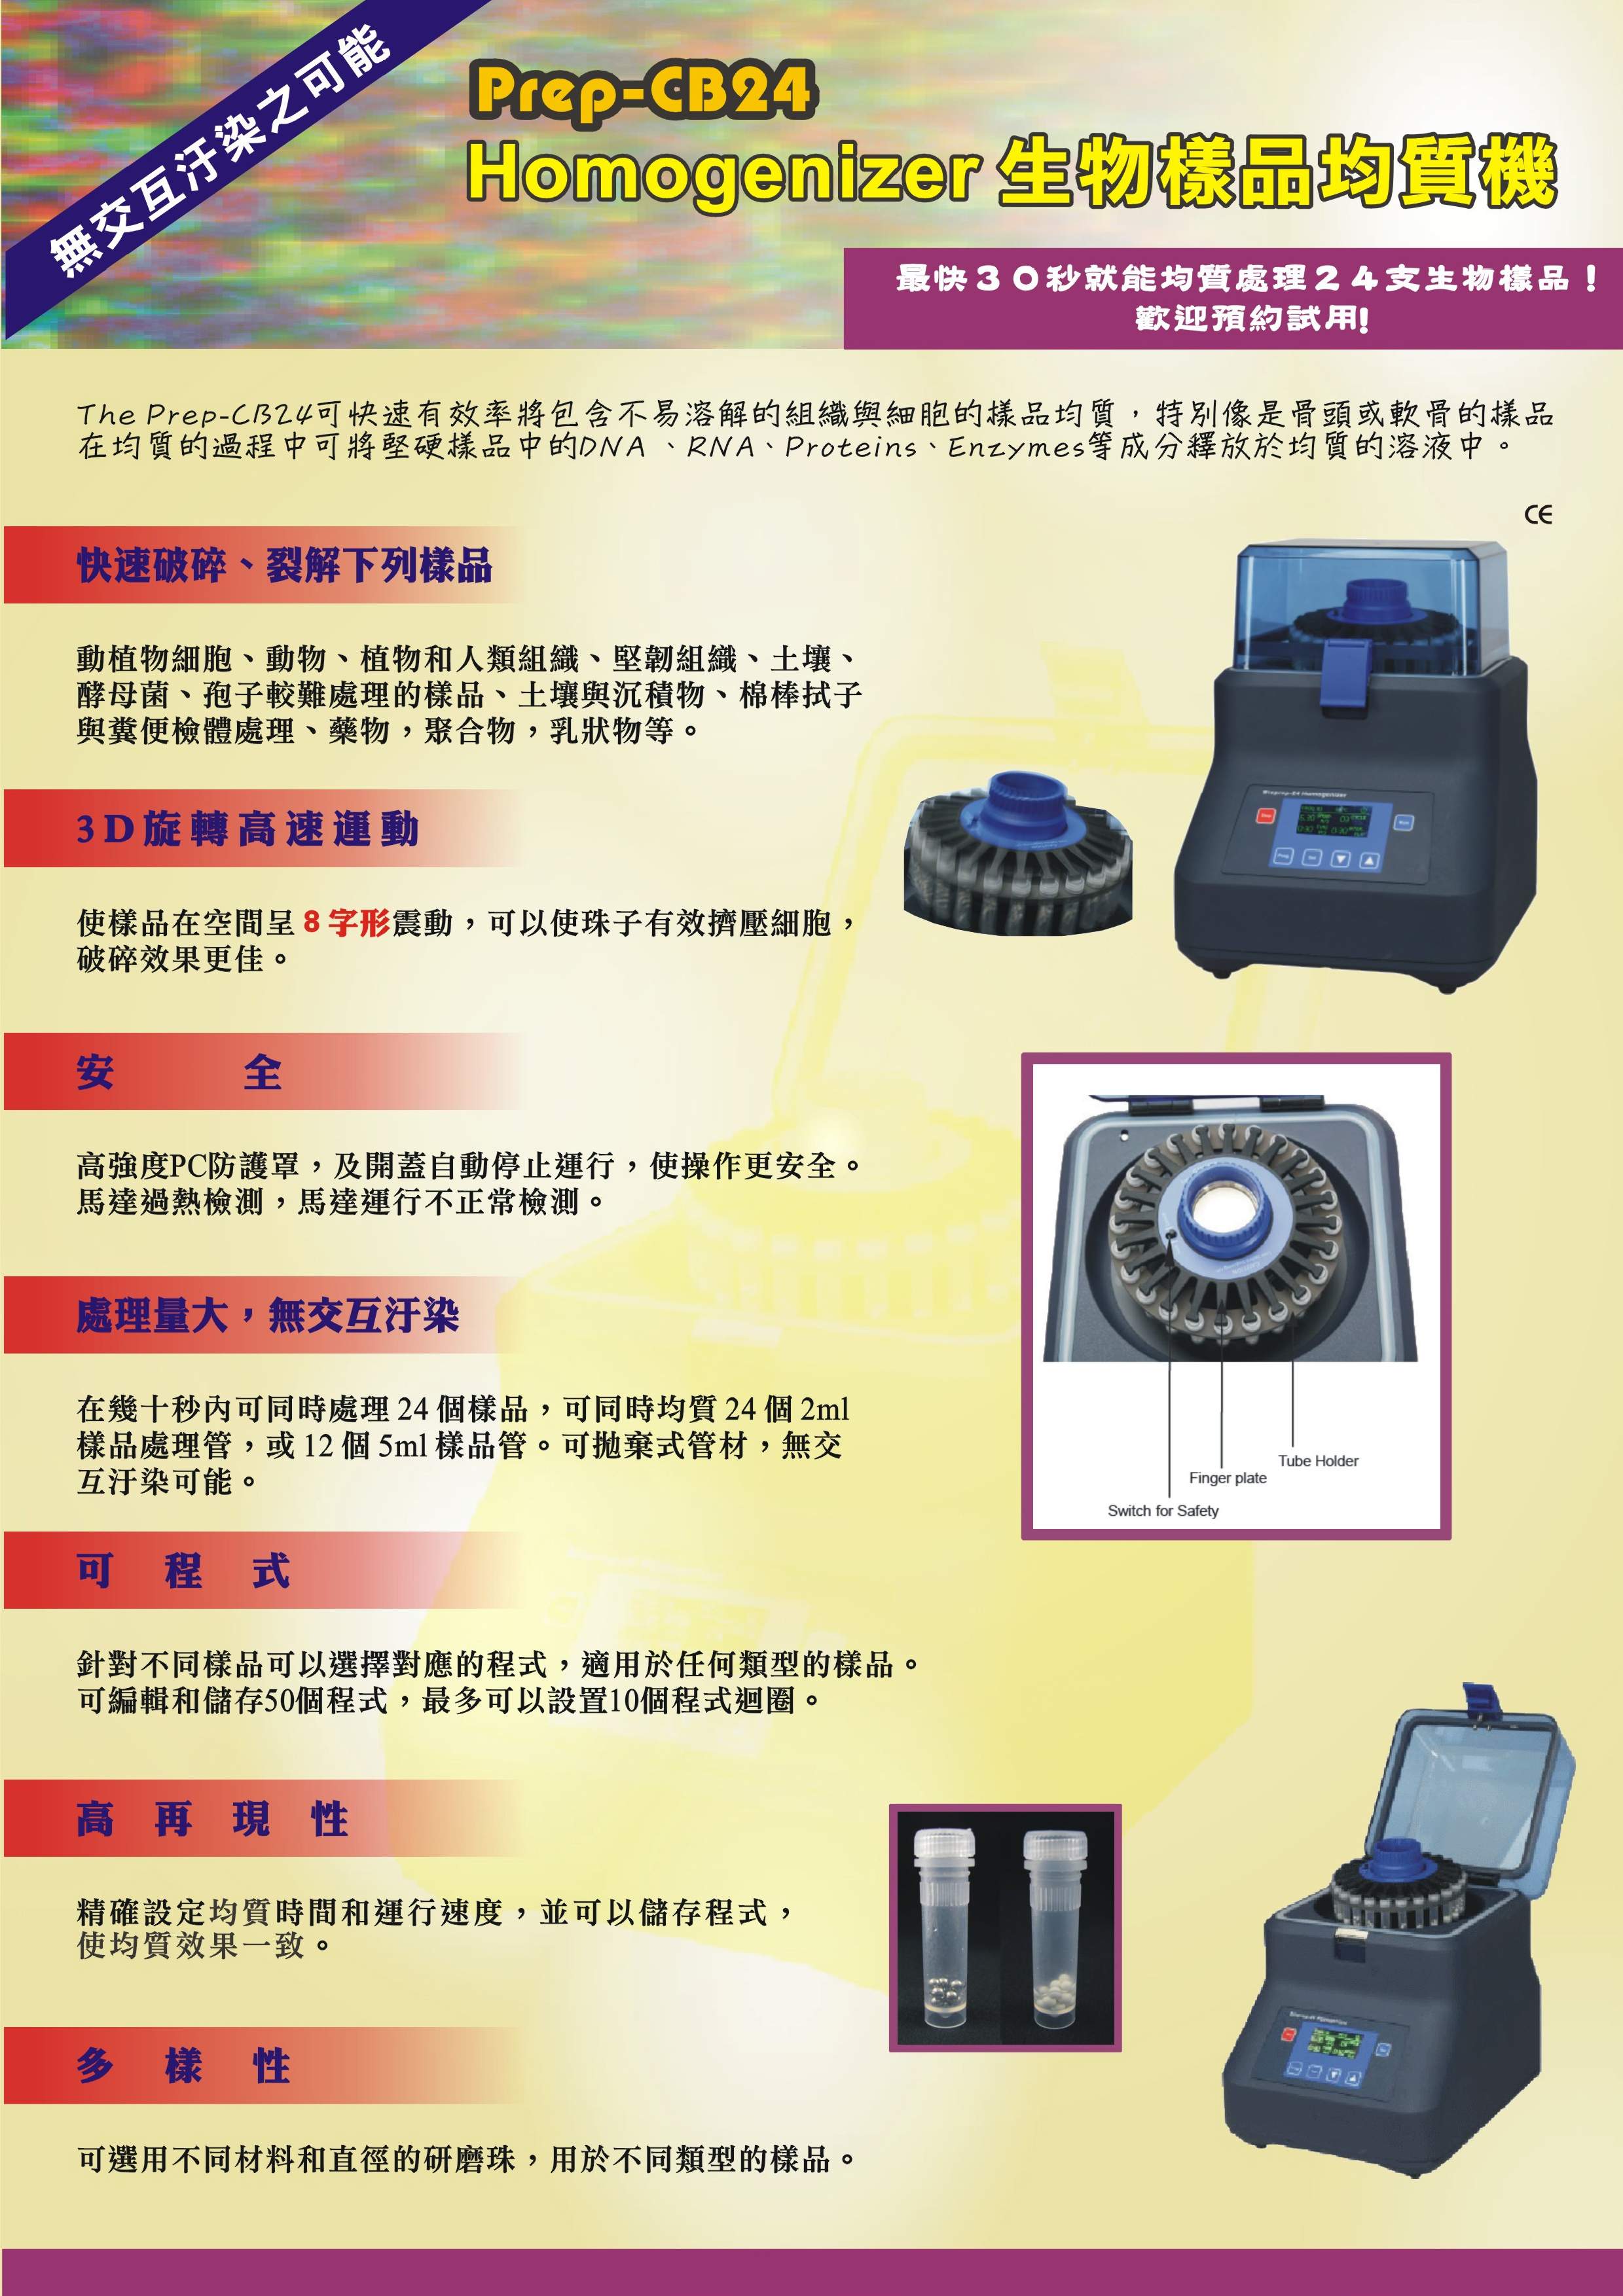 無交互汙染之可能
Prep-CB24
Homogenizer 生物樣品均質機
最快30秒就能均質處理24支生物樣品！
歡迎預約試用!
The Prep-CB24可快速有效率將包含不易溶解的組織與細胞的樣品均質，特別像是骨頭或軟骨的樣品
在均質的過程中可將堅硬樣品中的DNA、RNA、Proteins、Enzymes等成分釋放於均質的溶液中。
CE
快速破碎、裂解下列樣品
動植物細胞、動物、植物和人類組織、堅韌組織、土壤、
酵母菌、孢子較難處理的樣品、土壤與沉積物、棉棒拭子
與糞便檢體處理、藥物，聚合物，乳狀物等。
3D旋轉高速運動
使樣品在空間呈8字形震動，可以使珠子有效擠壓細胞，
破碎效果更佳。
安全
高強度PC防護罩，及開蓋自動停止運行，使操作更安全。
馬達過熱檢測，馬達運行不正常檢測。
處理量大，無交互汙染
在幾十秒內可同時處理 24 個樣品，可同時均質 24 個 2ml
樣品處理管，或 12 個 5ml 樣品管。可拋棄式管材，無交
互汙染可能。
Tube Holder
Finger plate
Switch for Safety
可程式
針對不同樣品可以選擇對應的程式，適用於任何類型的樣品。
可編輯和儲存50個程式，最多可以設置10個程式迴圈。
高再現性
精確設定均質時間和運行速度，並可以儲存程式，
使均質效果一致。
多樣性
可選用不同材料和直徑的研磨珠，用於不同類型的樣品。